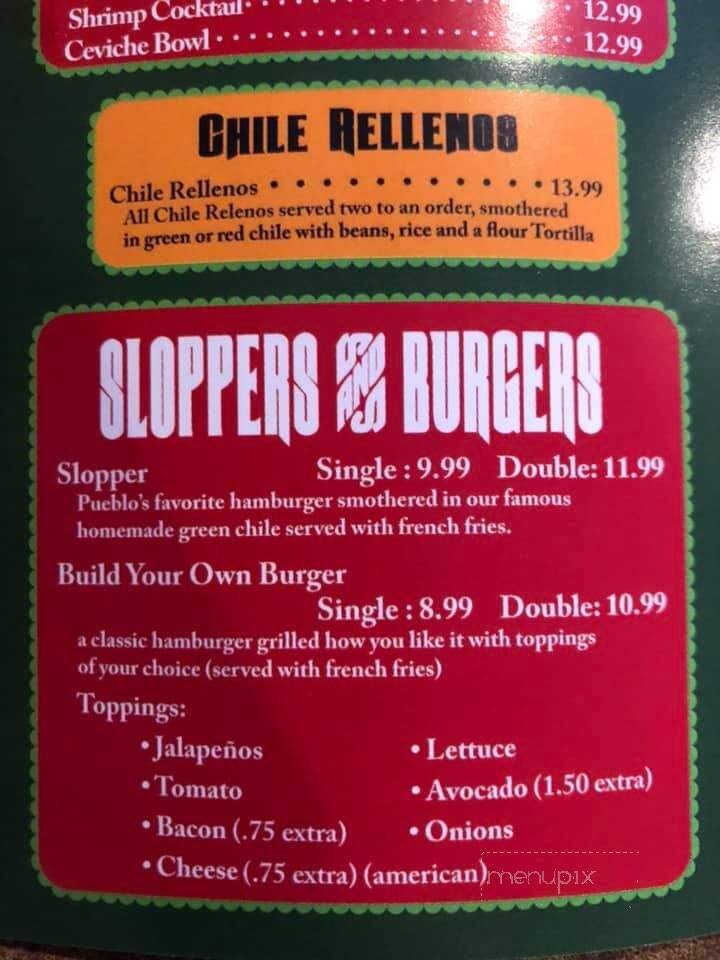 Shrimp Cocktail 12.99
Ceviche Bowl 12.99
CHILE RELLENOS
Chile Rellenos 13.99
All Chile Relenos served two to an order, smothered
in green or red chile with beans, rice and a flour Tortilla
SLOPPERS AND BURGERS
Slopper Single : 9.99 Double: 11.99
Pueblo's favorite hamburger smothered in our famous
homemade green chile served with french fries.
Build Your Own Burger
Single : 8.99 Double: 10.99
a classic hamburger grilled how you like it with toppings
of your choice (served with french fries)
Toppings:
• Jalapeños • Lettuce
• Tomato • Avocado (1.50 extra)
• Bacon (.75 extra) • Onions
• Cheese (.75 extra) (american)
menupix